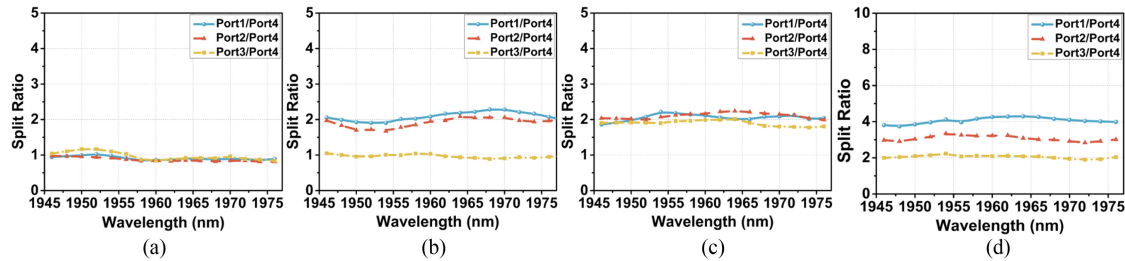 5
4
3
2
1
0
Split Ratio
Port1/Port4
Port2/Port4
Port3/Port4
1945 1950 1955 1960 1965 1970 1975
Wavelength (nm)
(a)
5
4
3
2
1
0
Split Ratio
Port1/Port4
Port2/Port4
Port3/Port4
1945 1950 1955 1960 1965 1970 1975
Wavelength (nm)
(b)
5
4
3
2
1
0
Split Ratio
Port1/Port4
Port2/Port4
Port3/Port4
1945 1950 1955 1960 1965 1970 1975
Wavelength (nm)
(c)
10
8
6
4
2
0
Split Ratio
Port1/Port4
Port2/Port4
Port3/Port4
1945 1950 1955 1960 1965 1970 1975
Wavelength (nm)
(d)